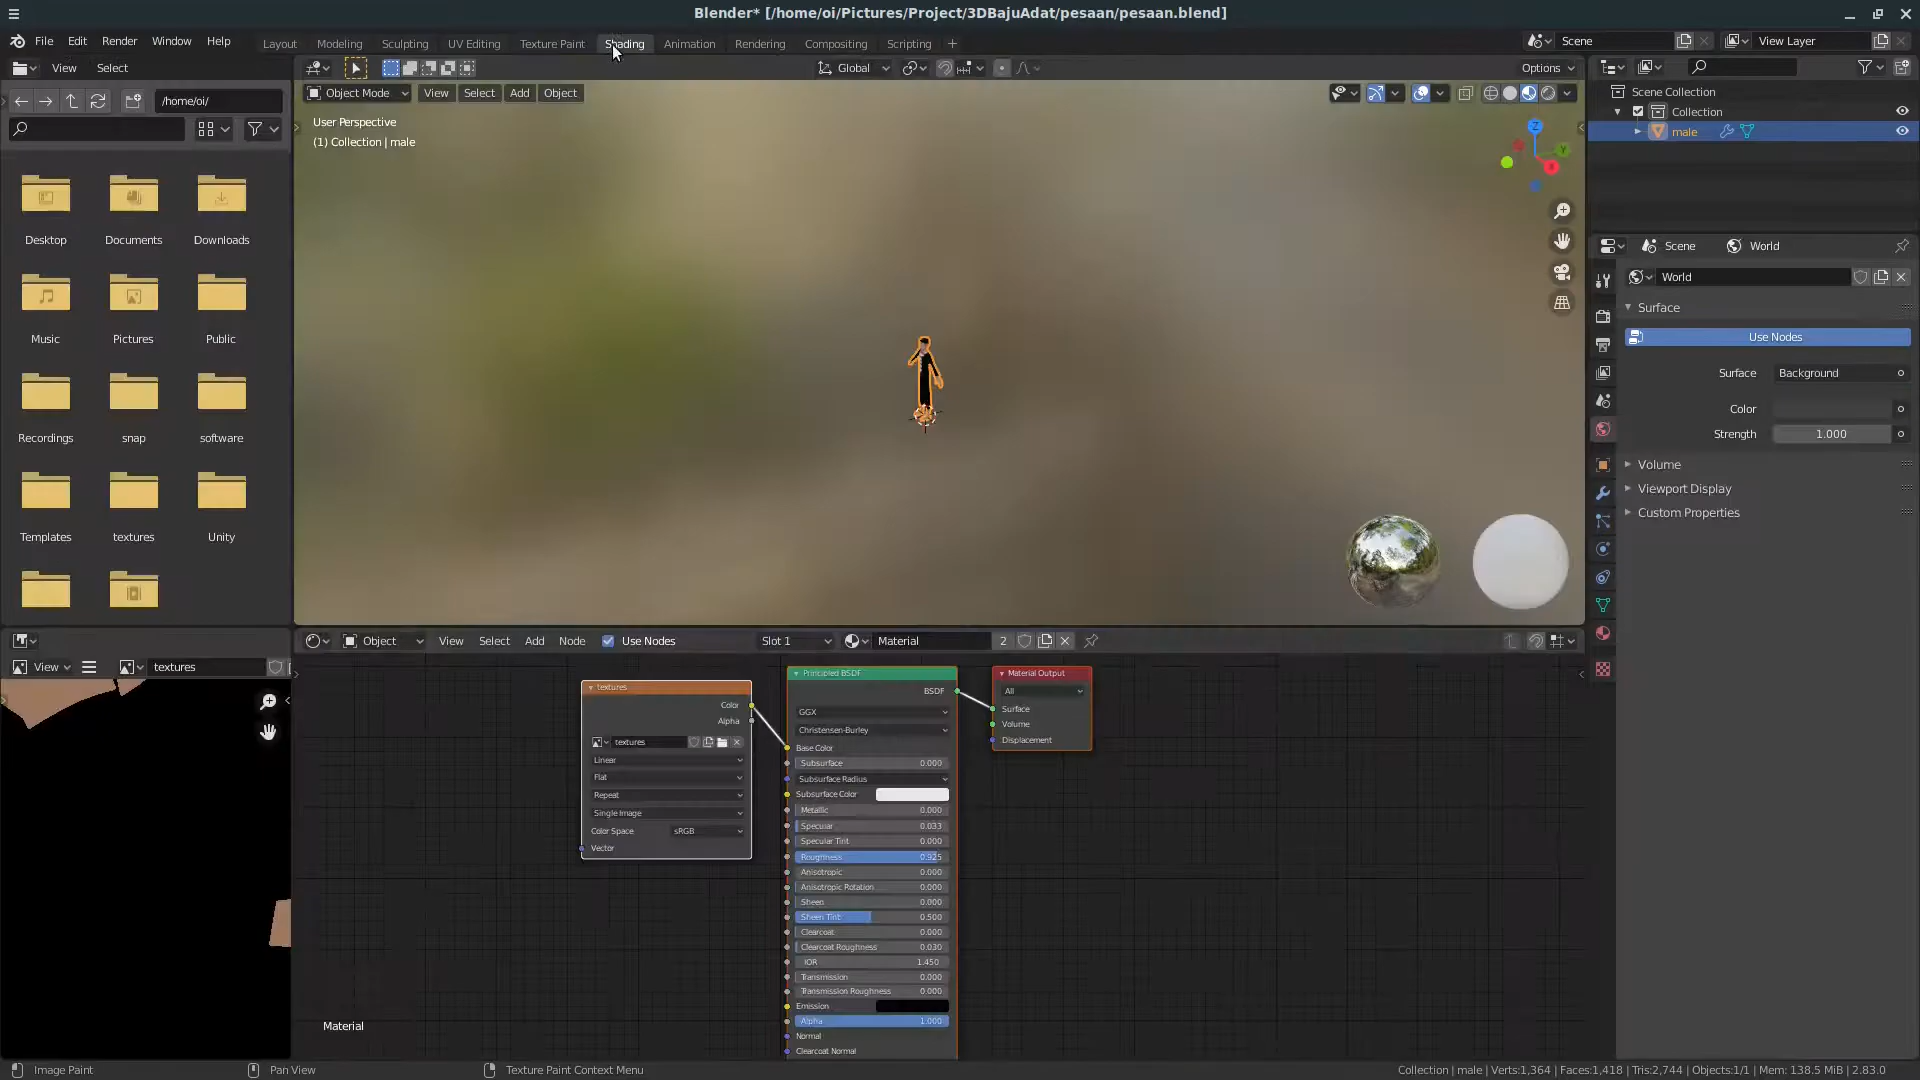 Blender* [/home/oi/Pictures/Project/3DBajuAdat/pesaan/pesaan.blend]
File Edit Render Window Help
Layout Modeling Sculpting UV Editing Texture Paint Shading Animation Rendering Compositing Scripting +
Scene
View Layer
View Select
Global
Options
/home/oi/
Object Mode View Select Add Object
User Perspective
(1) Collection | male
Z
Y
X
Scene Collection
Collection
male
Desktop Documents Downloads
Music Pictures Public
Recordings snap software
Templates textures Unity
Scene World
World
Surface
Use Nodes
Surface Background
Color
Strength 1.000
Volume
Viewport Display
Custom Properties
View textures
Object View Select Add Node Use Nodes Slot 1 Material 2
textures
Color
Alpha
textures
Linear
Flat
Repeat
Single Image
Color Space sRGB
Vector
Principled BSDF
BSDF
GGX
Christensen-Burley
Base Color
Subsurface 0.000
Subsurface Radius
Subsurface Color
Metallic 0.000
Specular 0.033
Specular Tint 0.000
Roughness 0.925
Anisotropic 0.000
Anisotropic Rotation 0.000
Sheen 0.000
Sheen Tint 0.500
Clearcoat 0.000
Clearcoat Roughness 0.030
IOR 1.450
Transmission 0.000
Transmission Roughness 0.000
Emission
Alpha 1.000
Normal
Clearcoat Normal
Material Output
All
Surface
Volume
Displacement
Material
Image Paint Pan View Texture Paint Context Menu
Collection | male | Verts:1,364 | Faces:1,418 | Tris:2,744 | Objects:1/1 | Mem: 138.5 MiB | 2.83.0